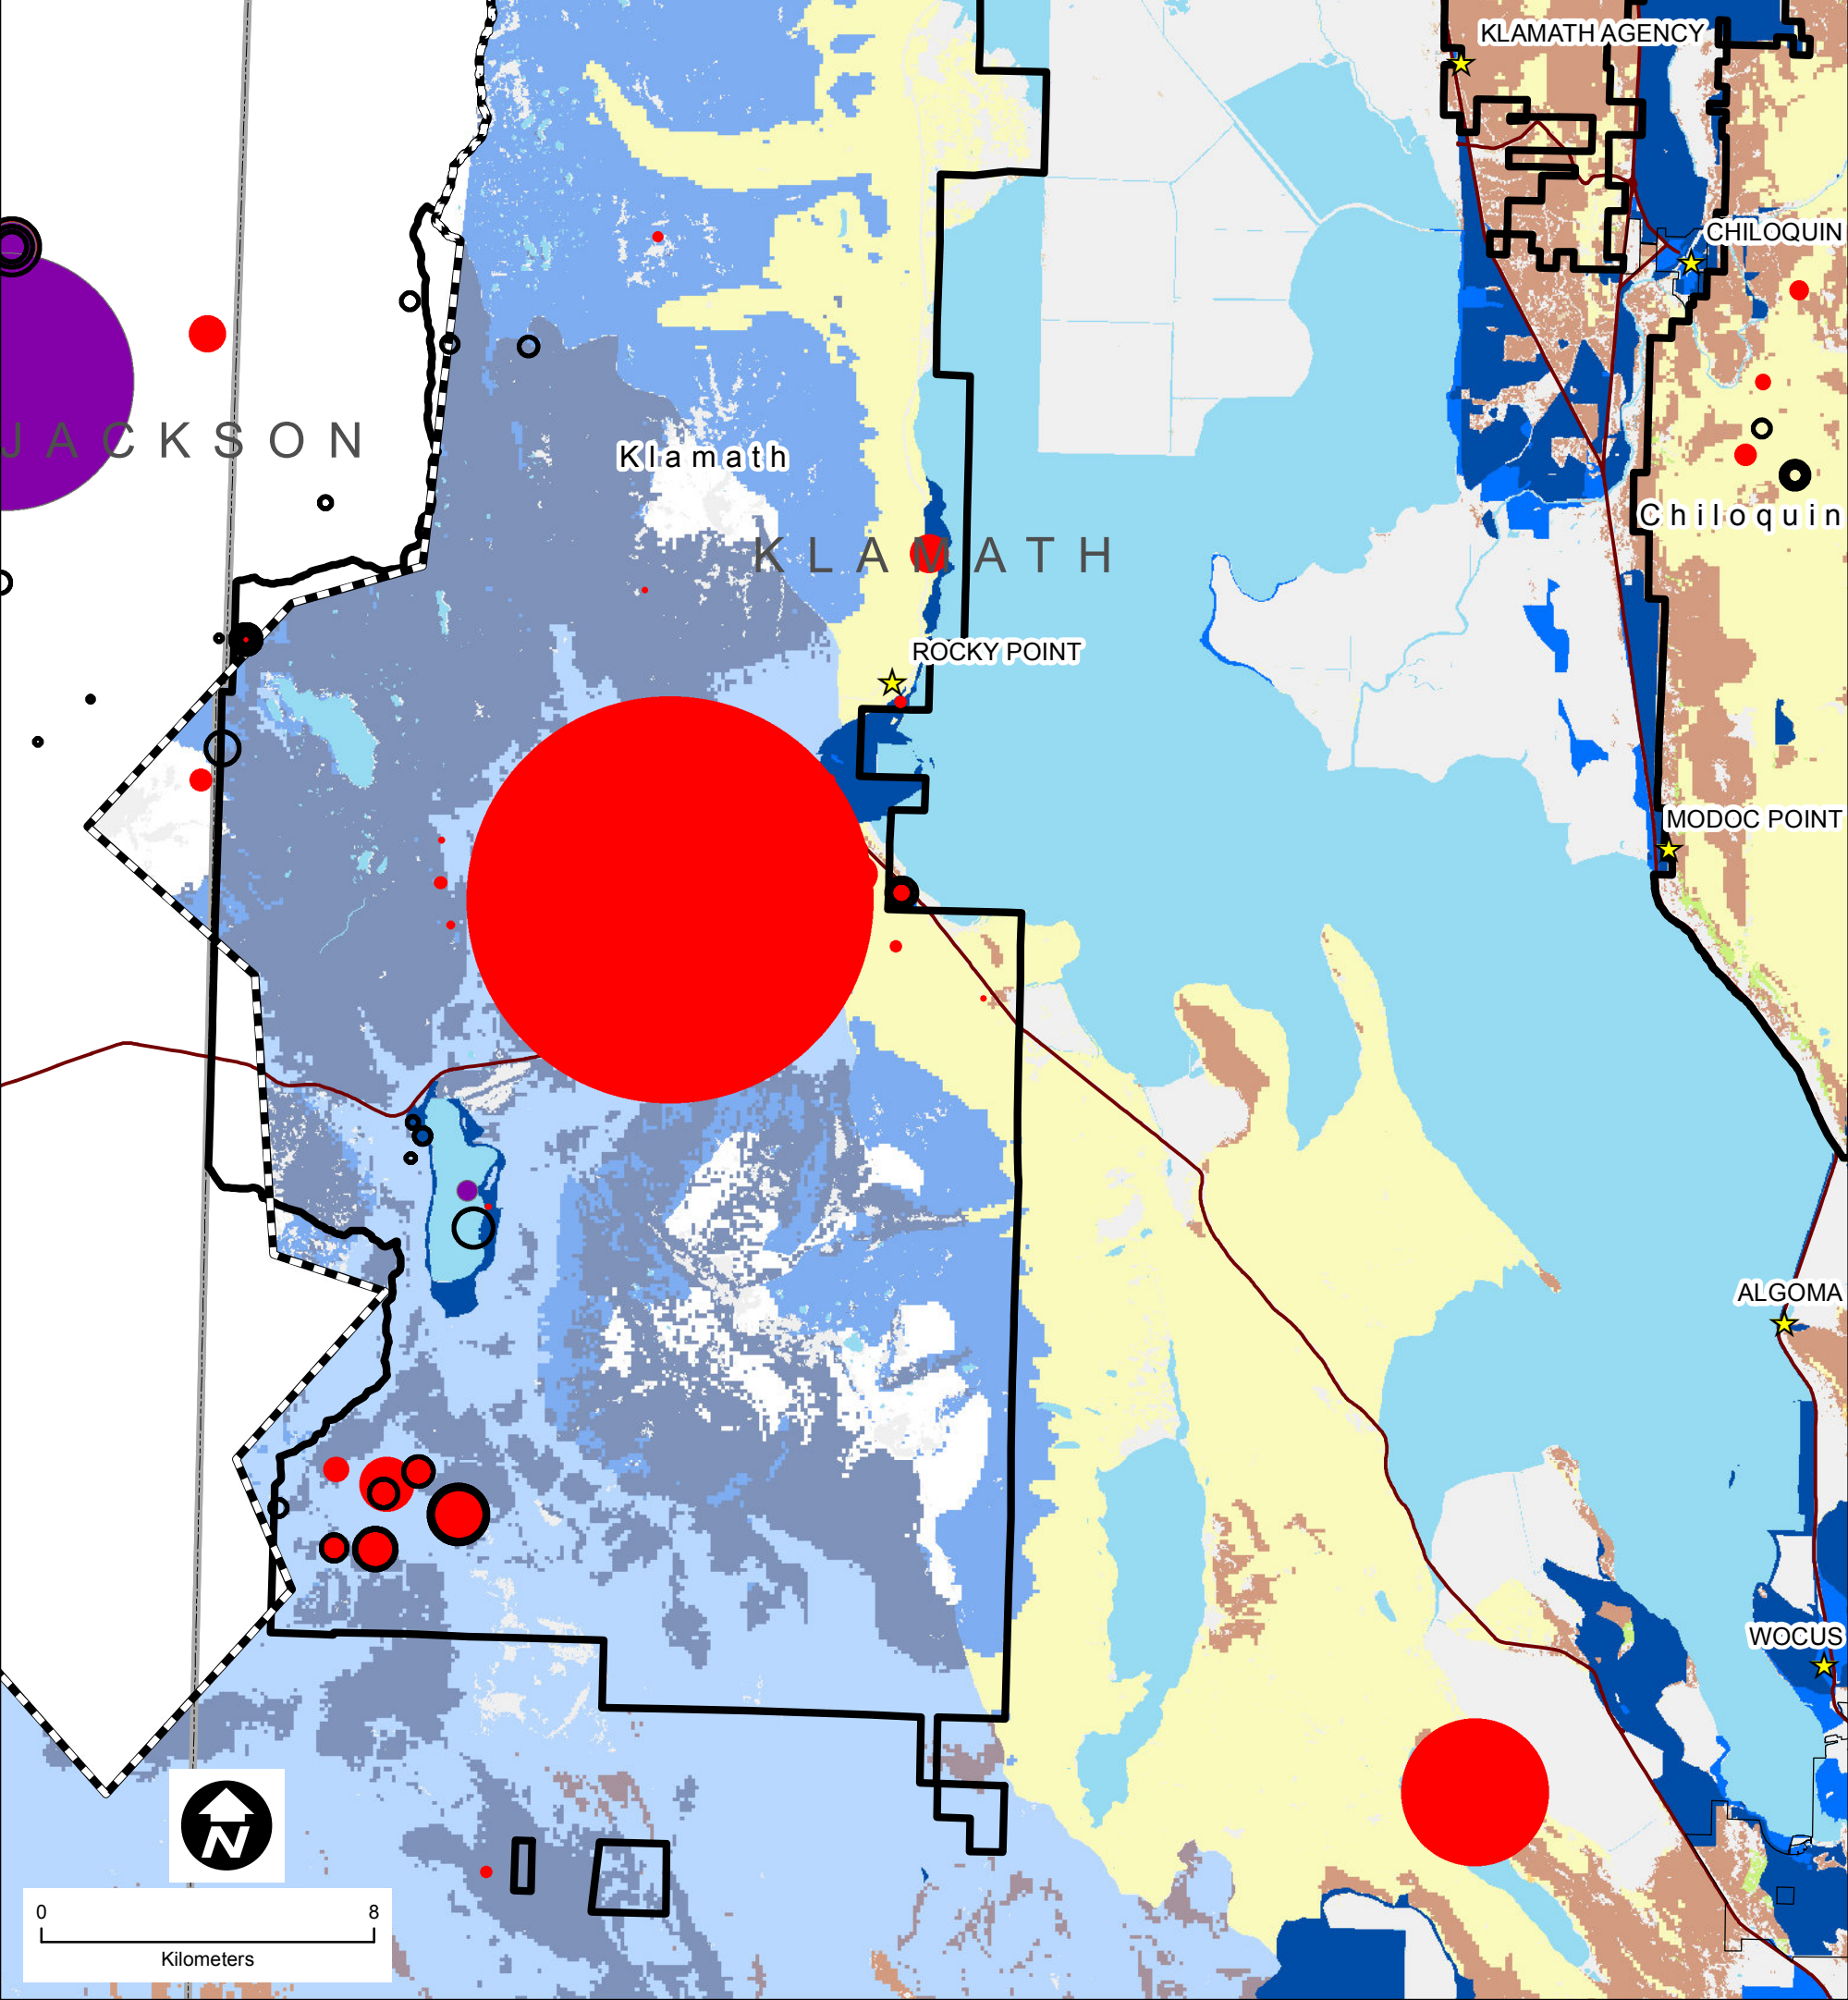 KLAMATH AGENCY
CHILOQUIN
JACKSON
Klamath
Chiloquin
KLAMATH
ROCKY POINT
MODOC POINT
ALGOMA
WOCUS
N
0 8
Kilometers